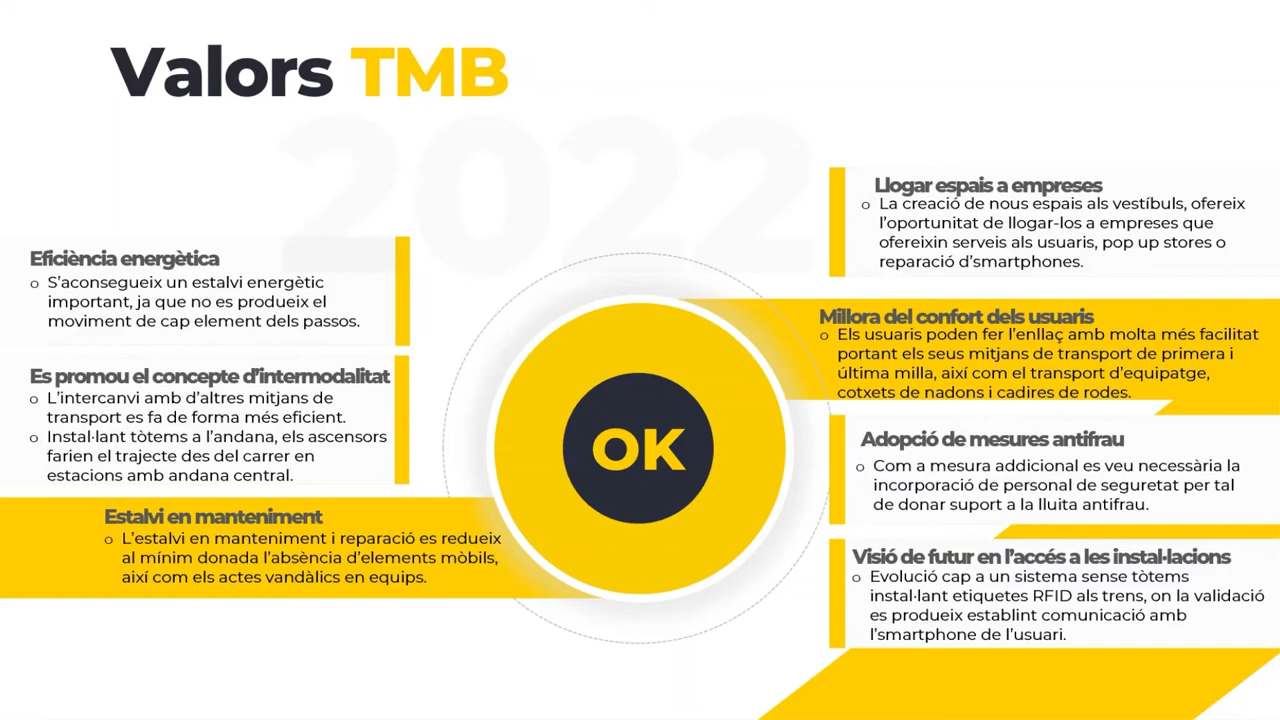 Valors TMB
2022
Eficiència energètica
o S'aconsegueix un estalvi energètic
important, ja que no es produeix el
moviment de cap element dels passos.
Es promou el concepte d'intermodalitat
o L'intercanvi amb d'altres mitjans de
transport es fa de forma més eficient.
o Instal·lant tòtems a l'andana, els ascensors
farien el trajecte des del carrer en
estacions amb andana central.
Estalvi en manteniment
o L'estalvi en manteniment i reparació es redueix
al mínim donada l'absència d'elements mòbils,
així com els actes vandàlics en equips.
OK
Llogar espais a empreses
o La creació de nous espais als vestíbuls, ofereix
l'oportunitat de llogar-los a empreses que
ofereixin serveis als usuaris, pop up stores o
reparació d'smartphones.
Millora del confort dels usuaris
o Els usuaris poden fer l'enllaç amb molta més facilitat
portant els seus mitjans de transport de primera i
última milla, així com el transport d'equipatge,
cotxets de nadons i cadires de rodes.
Adopció de mesures antifrau
o Com a mesura addicional es veu necessària la
incorporació de personal de seguretat per tal
de donar suport a la lluita antifrau.
Visió de futur en l'accés a les instal·lacions
o Evolució cap a un sistema sense tòtems
instal·lant etiquetes RFID als trens, on la validació
es produeix establint comunicació amb
l'smartphone de l'usuari.